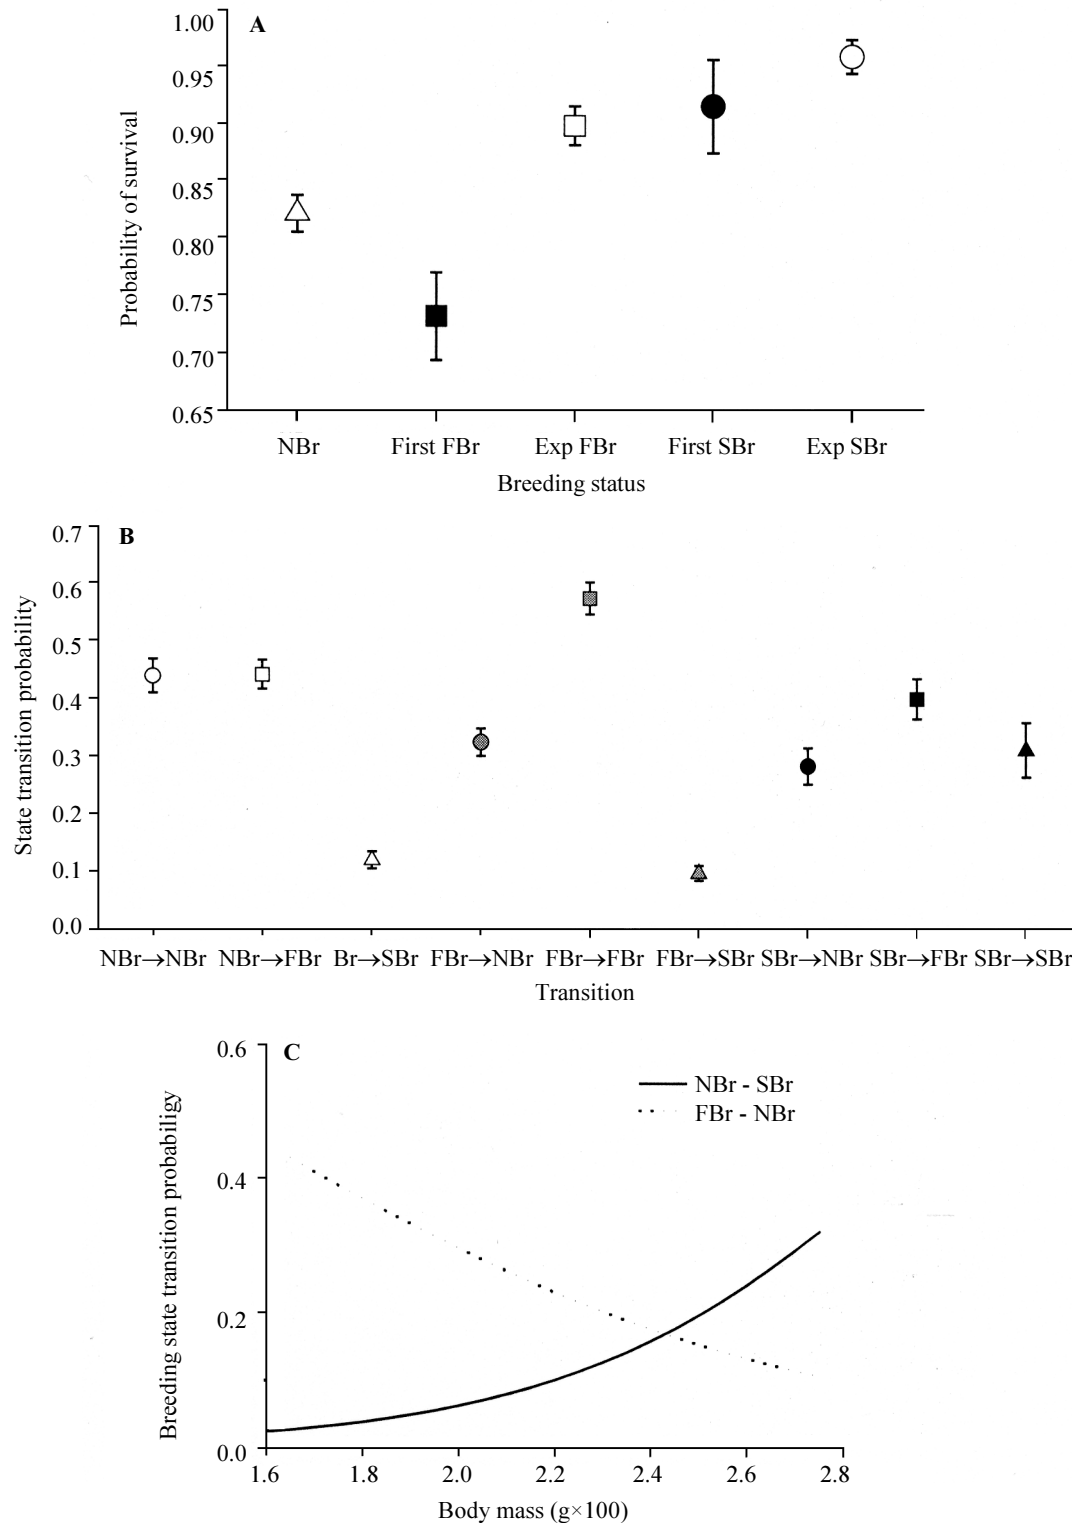 A
1.00
0.95
0.90
0.85
0.80
0.75
0.70
0.65
Probability of survival
NBr First FBr Exp FBr First SBr Exp SBr
Breeding status
B
0.7
0.6
0.5
0.4
0.3
0.2
0.1
0.0
State transition probability
NBr→NBr NBr→FBr Br→SBr FBr→NBr FBr→FBr FBr→SBr SBr→NBr SBr→FBr SBr→SBr
Transition
C
0.6
0.4
0.2
0.0
Breeding state transition probabiligy
NBr - SBr
FBr - NBr
1.6 1.8 2.0 2.2 2.4 2.6 2.8
Body mass (g×100)